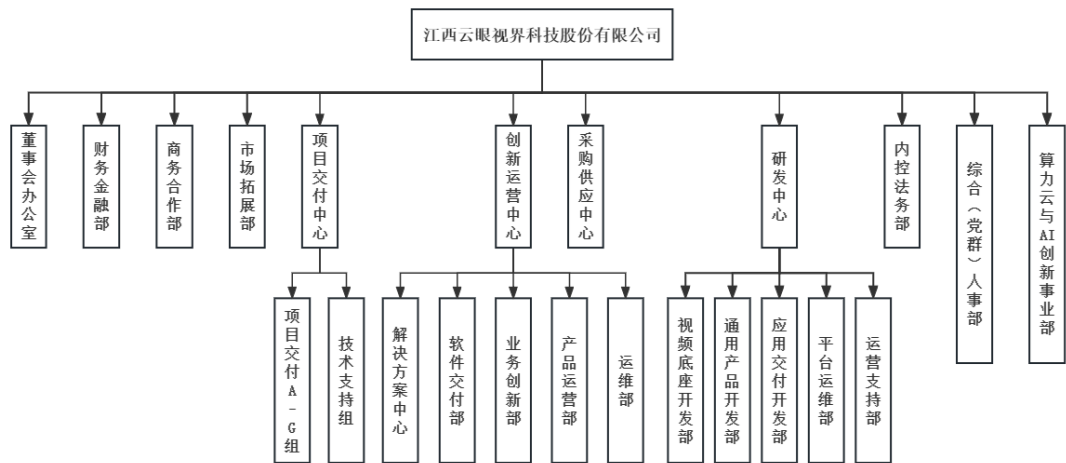 江西云眼视界科技股份有限公司
董事会办公室
财务金融部
商务合作部
市场拓展部
项目交付中心
创新运营中心
采购供应中心
研发中心
内控法务部
综合（党群）人事部
算力云与AI创新事业部
项目交付A-G组
技术支持组
解决方案中心
软件交付部
业务创新部
产品运营部
运维部
视频底座开发部
通用产品开发部
应用交付开发部
平台运维部
运营支持部